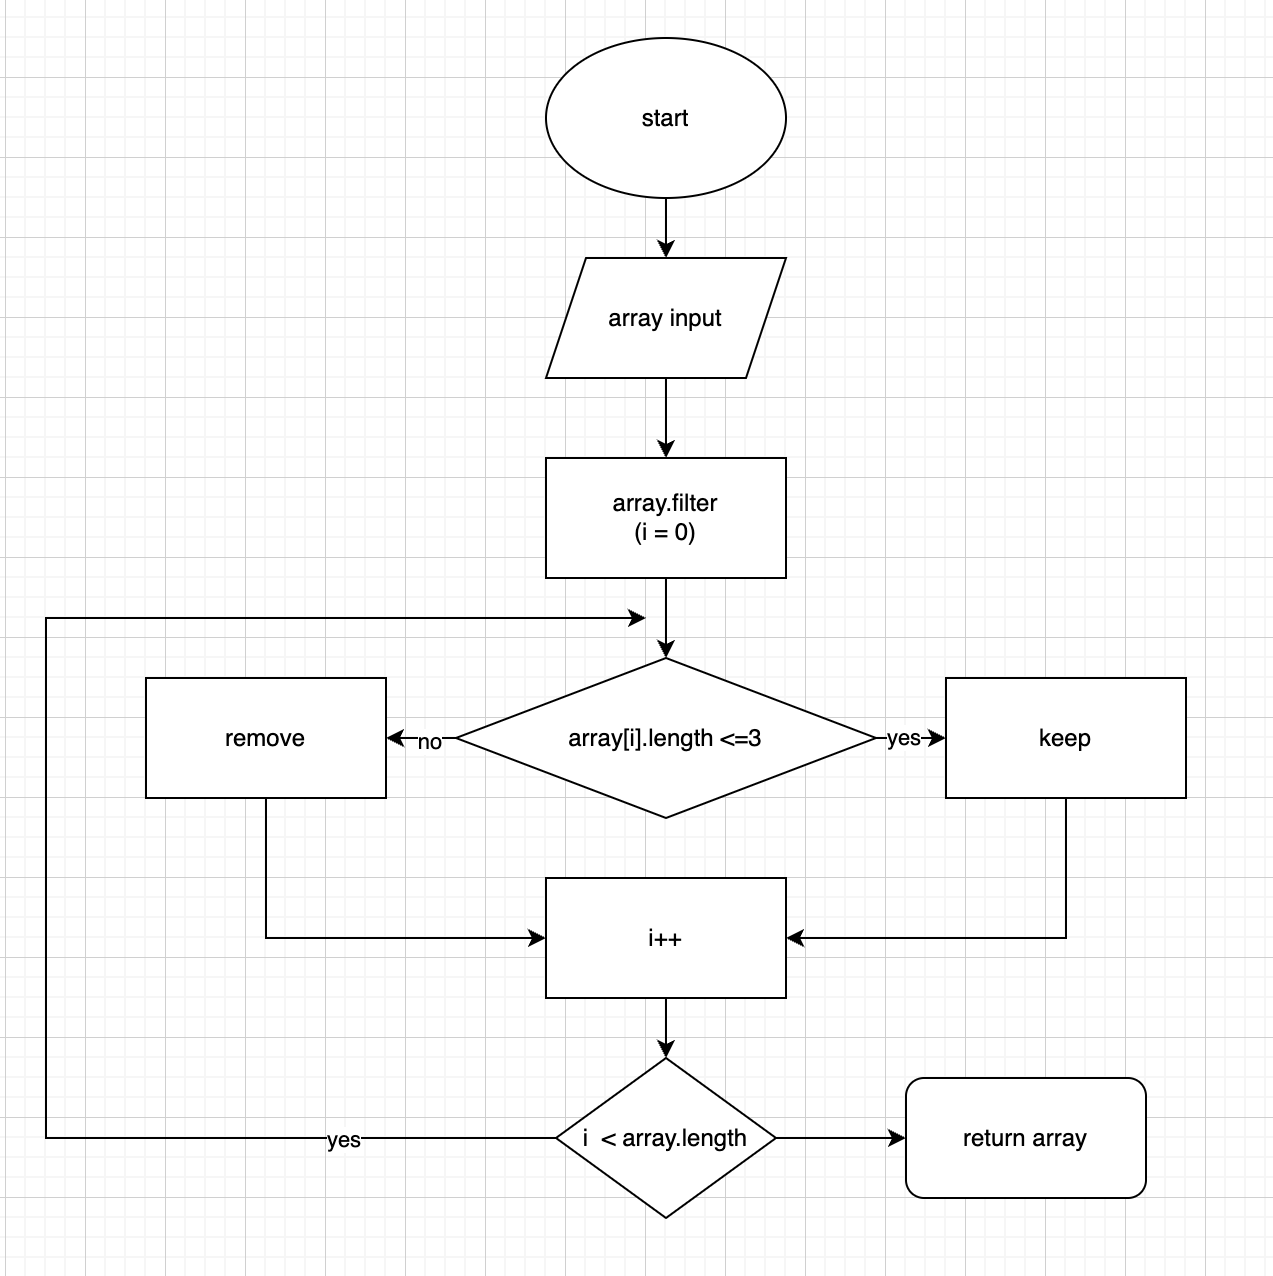 start
array input
array.filter
(i = 0)
remove
no
array[i].length <=3
yes
keep
i++
yes
i  < array.length
return array